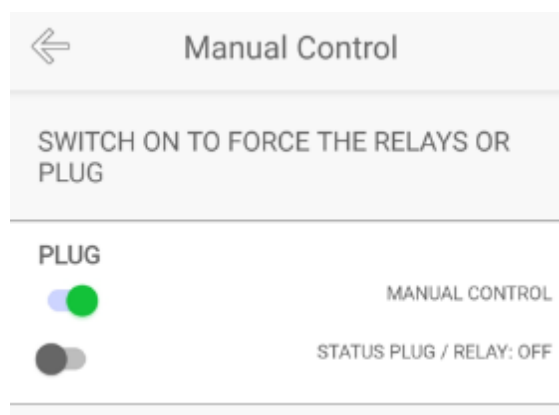 Manual Control
SWITCH ON TO FORCE THE RELAYS OR
PLUG
PLUG
MANUAL CONTROL
STATUS PLUG / RELAY: OFF